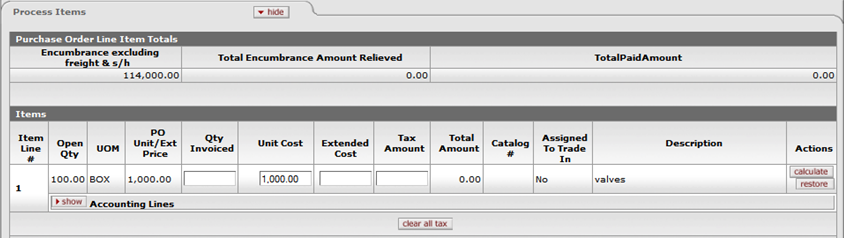 Process Items
hide
Purchase Order Line Item Totals
Encumbrance excluding freight & s/h Total Encumbrance Amount Relieved TotalPaidAmount
114,000.00 0.00 0.00
Items
Item Line # Open Qty UOM PO Unit/Ext Price Qty Invoiced Unit Cost Extended Cost Tax Amount Total Amount Catalog # Assigned To Trade In Description Actions
1 100.00 BOX 1,000.00 1,000.00 0.00 No valves calculate
restore
show Accounting Lines
clear all tax